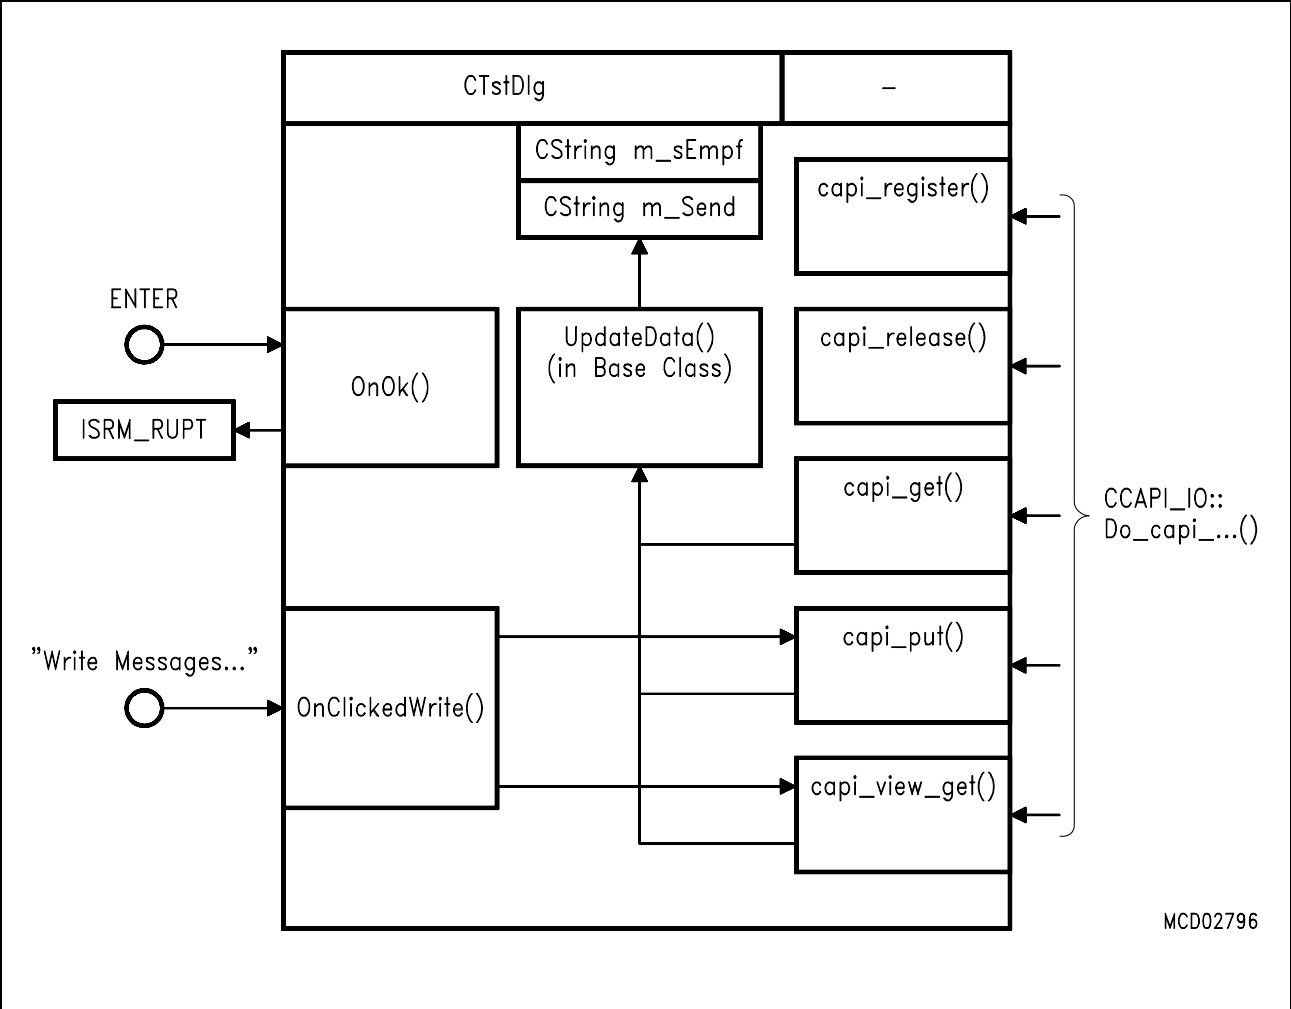 CTstDlg
–
CString m_sEmpf
CString m_Send
capi_register()
ENTER
UpdateData()
(in Base Class)
capi_release()
OnOk()
ISRM_RUPT
capi_get()
CCAPI_IO::
Do_capi_...()
capi_put()
"Write Messages..."
OnClickedWrite()
capi_view_get()
MCD02796